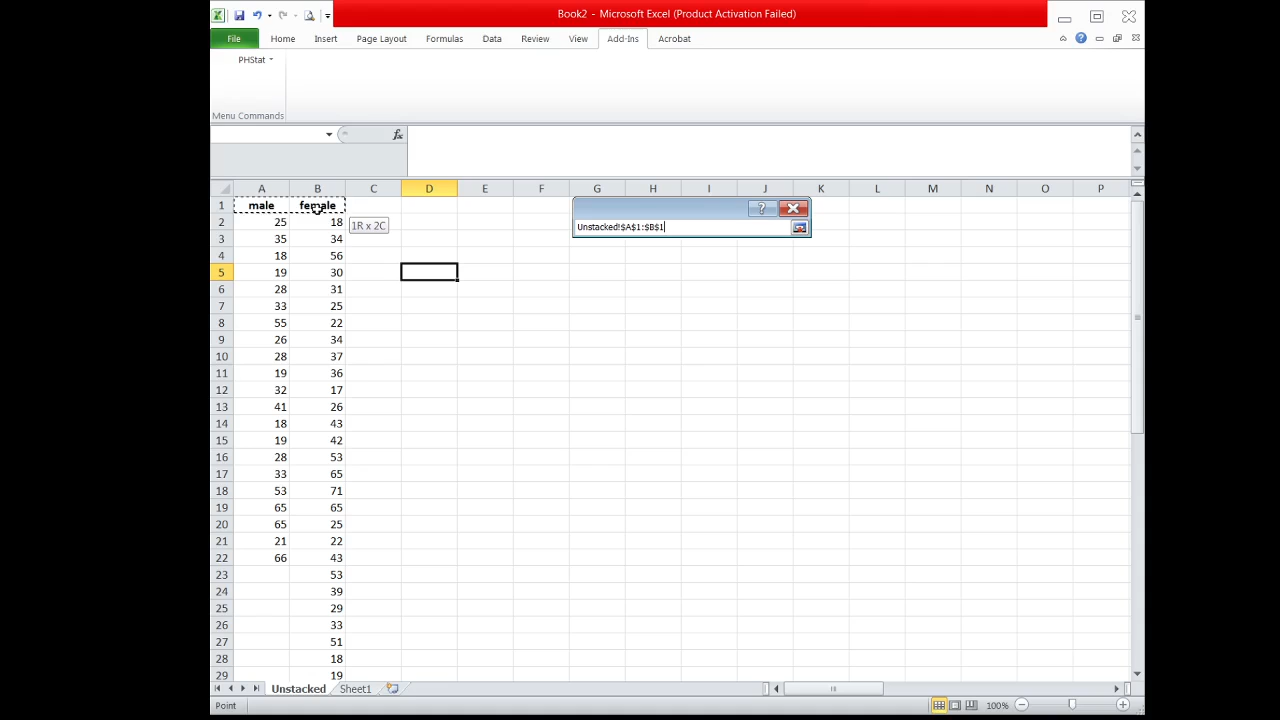 Book2 - Microsoft Excel (Product Activation Failed)
File Home Insert Page Layout Formulas Data Review View Add-Ins Acrobat
PHStat
Menu Commands
fx
A B C D E F G H I J K L M N O P
1 male female
Unstacked!$A$1:$B$1
2 25 18
1R x 2C
3 35 34
4 18 56
5 19 30
6 28 31
7 33 25
8 55 22
9 26 34
10 28 37
11 19 36
12 32 17
13 41 26
14 18 43
15 19 42
16 28 53
17 33 65
18 53 71
19 65 65
20 65 25
21 21 22
22 66 43
23 53
24 39
25 29
26 33
27 51
28 18
29 19
Unstacked Sheet1
Point 100%